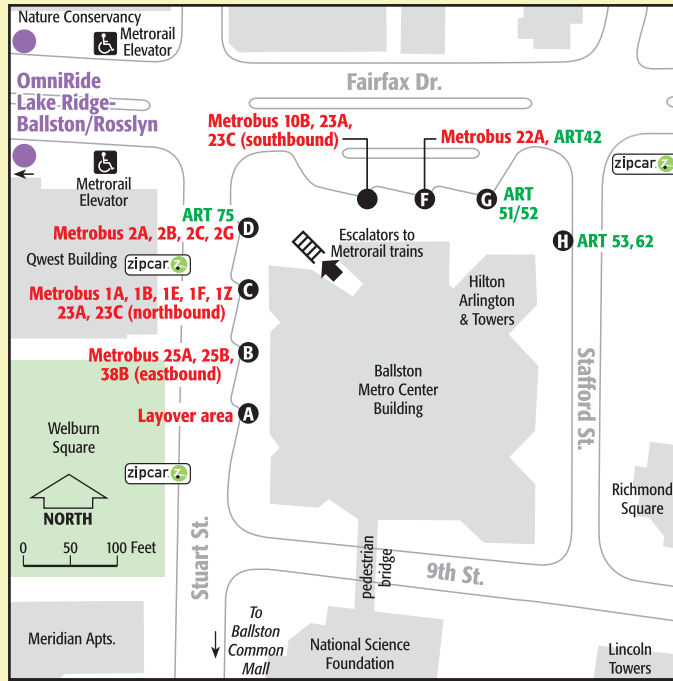 Nature Conservancy
Metrorail
Elevator
OmniRide
Lake Ridge-
Ballston/Rosslyn
Fairfax Dr.
Metrobus 10B, 23A,
23C (southbound)
Metrobus 22A, ART42
zipcar z
Metrorail
Elevator
F
G
ART
51/52
ART 75
Metrobus 2A, 2B, 2C, 2G
D
Escalators to
Metrorail trains
H
ART 53, 62
Qwest Building
zipcar z
Metrobus 1A, 1B, 1E, 1F, 1Z
23A, 23C (northbound)
C
Hilton
Arlington
& Towers
Metrobus 25A, 25B,
38B (eastbound)
B
Ballston
Metro Center
Building
Stafford St.
Layover area
A
Welburn
Square
zipcar z
NORTH
0 50 100 Feet
Richmond
Square
Stuart St.
pedestrian
bridge
9th St.
Meridian Apts.
To
Ballston
Common
Mall
National Science
Foundation
Lincoln
Towers